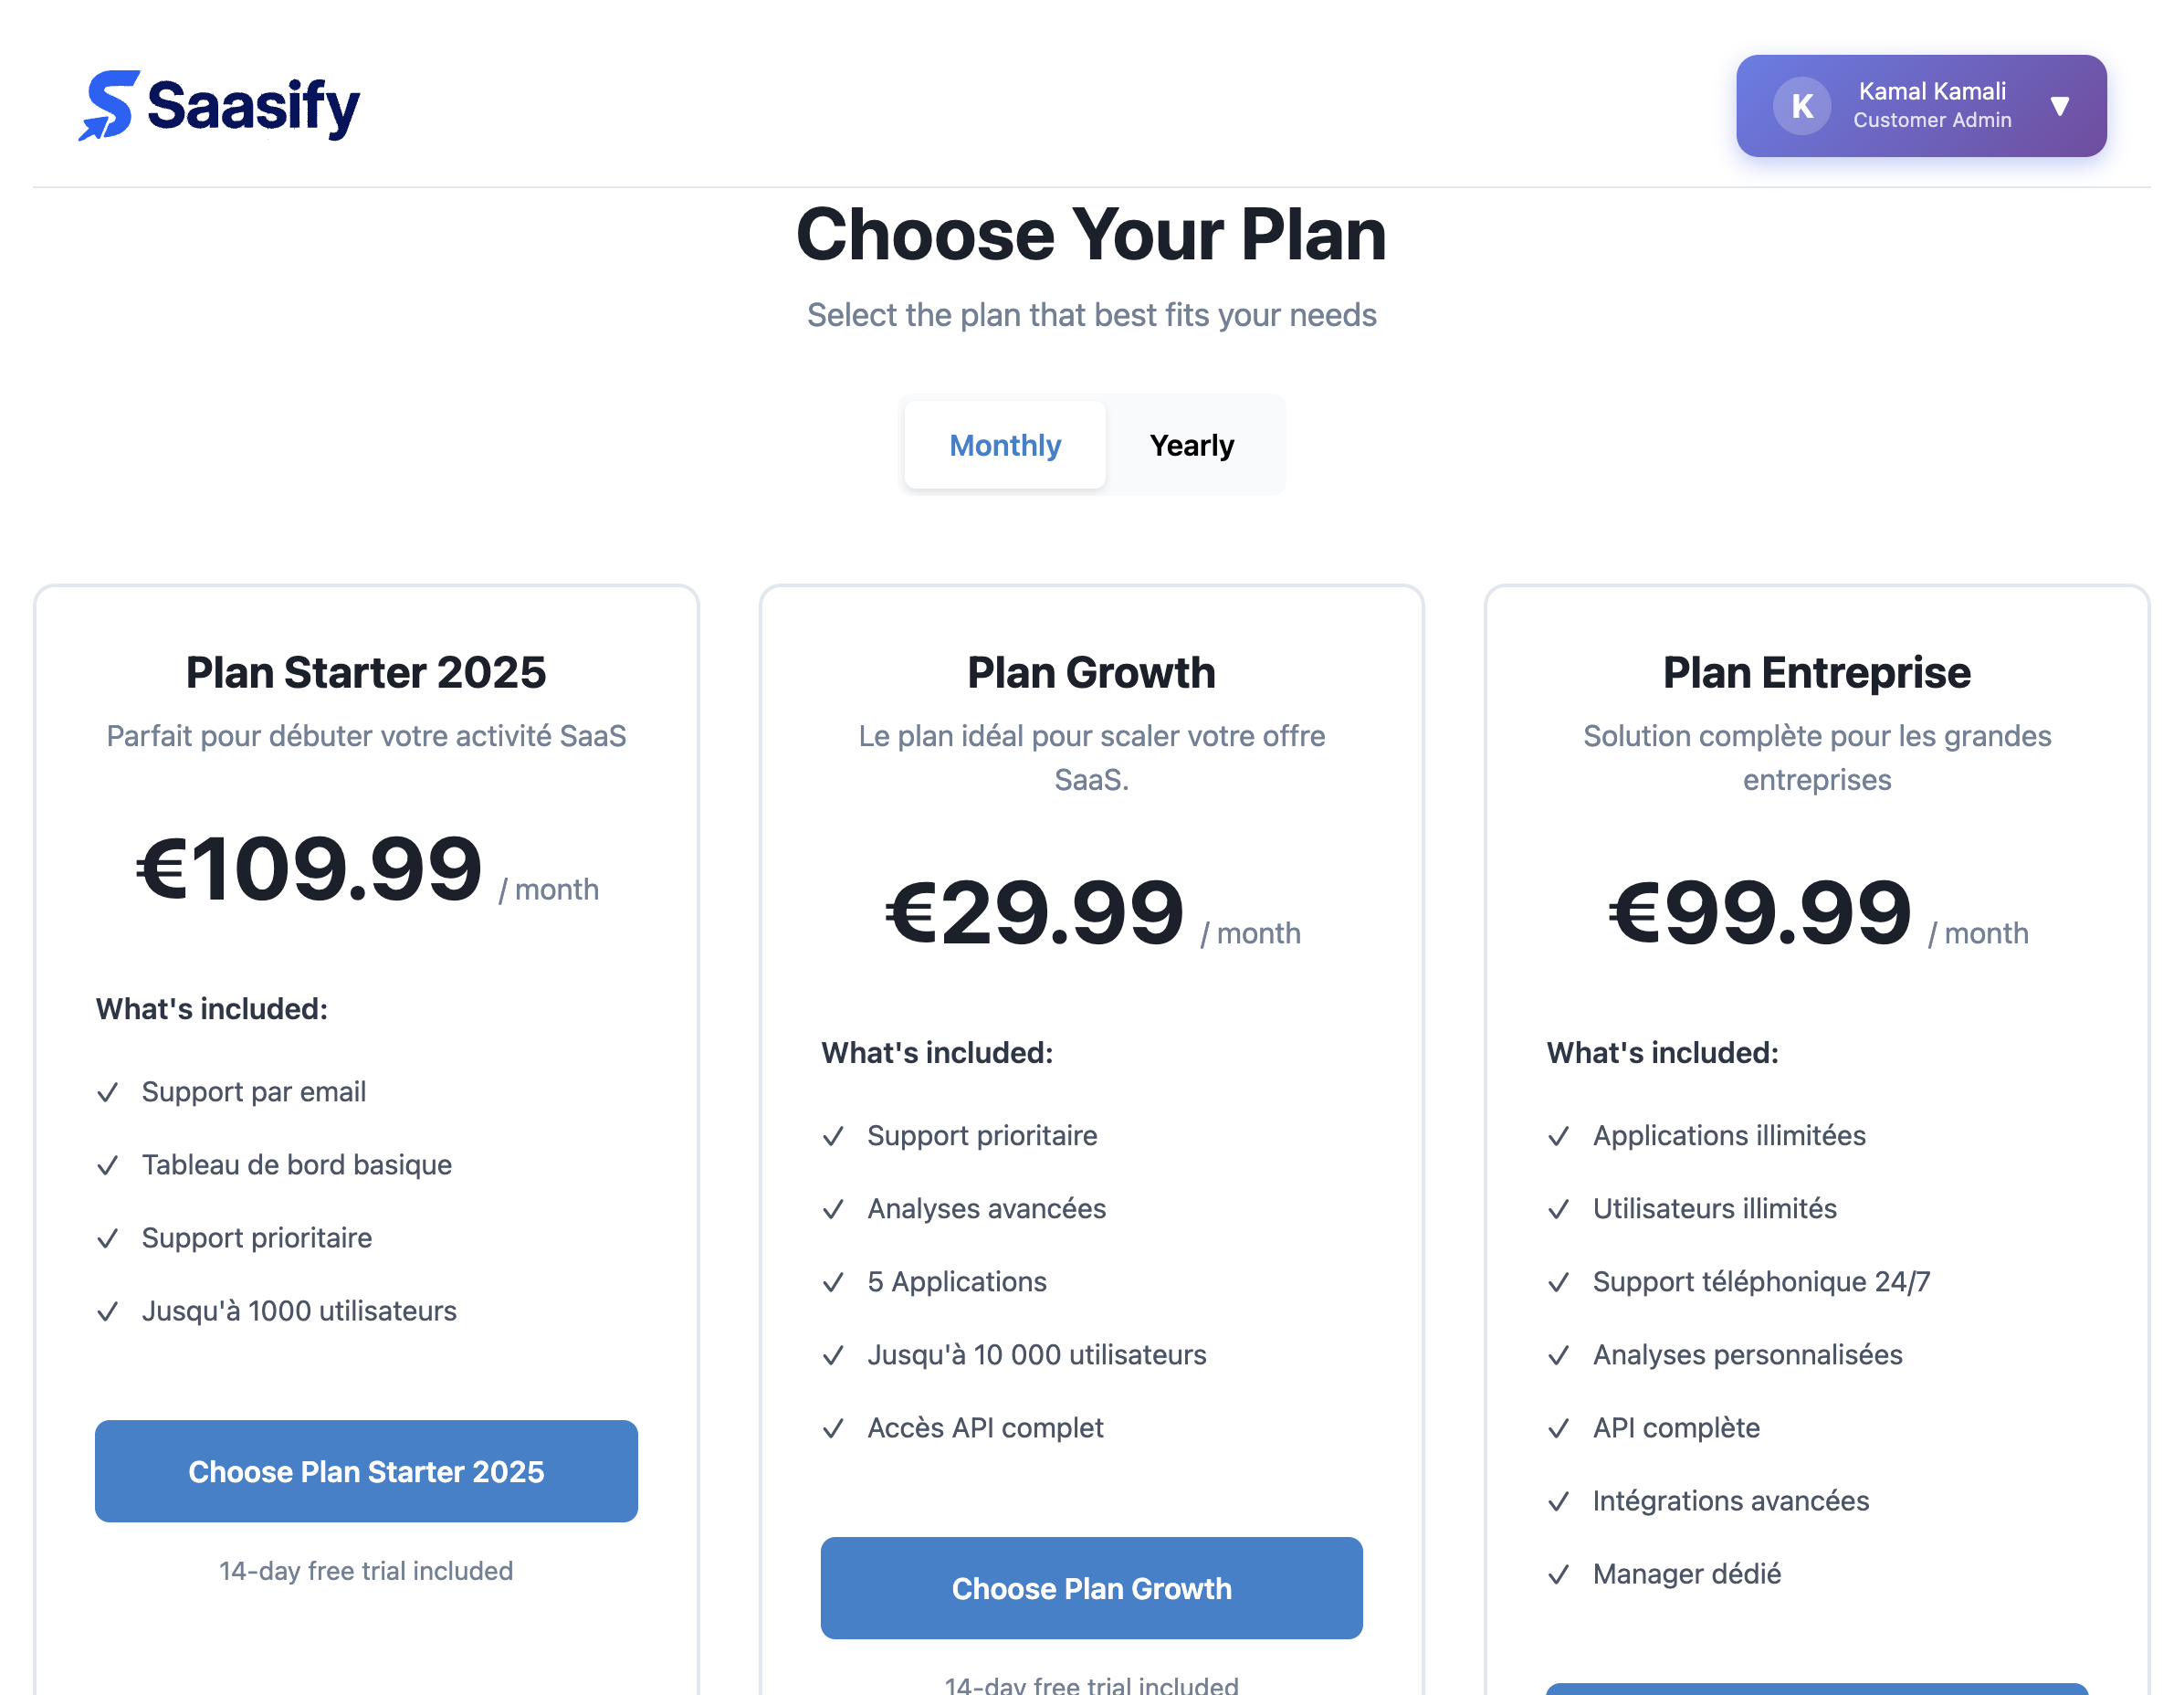 Saasify
K
Kamal Kamali
Customer Admin
Choose Your Plan
Select the plan that best fits your needs
Monthly
Yearly
Plan Starter 2025
Parfait pour débuter votre activité SaaS
€109.99 / month
What's included:
✓ Support par email
✓ Tableau de bord basique
✓ Support prioritaire
✓ Jusqu'à 1000 utilisateurs
Choose Plan Starter 2025
14-day free trial included
Plan Growth
Le plan idéal pour scaler votre offre
SaaS.
€29.99 / month
What's included:
✓ Support prioritaire
✓ Analyses avancées
✓ 5 Applications
✓ Jusqu'à 10 000 utilisateurs
✓ Accès API complet
Choose Plan Growth
14-day free trial included
Plan Entreprise
Solution complète pour les grandes
entreprises
€99.99 / month
What's included:
✓ Applications illimitées
✓ Utilisateurs illimités
✓ Support téléphonique 24/7
✓ Analyses personnalisées
✓ API complète
✓ Intégrations avancées
✓ Manager dédié